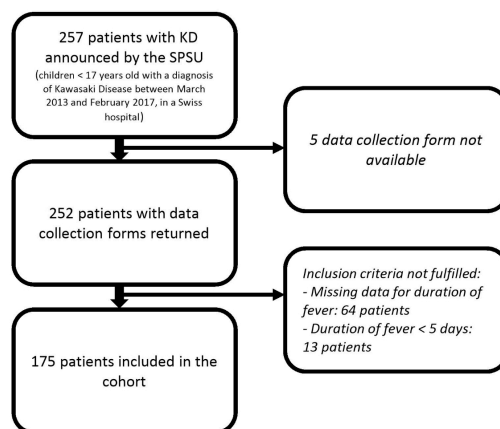 257 patients with KD
announced by the SPSU
(children < 17 years old with a diagnosis
of Kawasaki Disease between March
2013 and February 2017, in a Swiss
hospital)
5 data collection form not
available
252 patients with data
collection forms returned
Inclusion criteria not fulfilled:
- Missing data for duration of
fever: 64 patients
- Duration of fever < 5 days:
13 patients
175 patients included in the
cohort